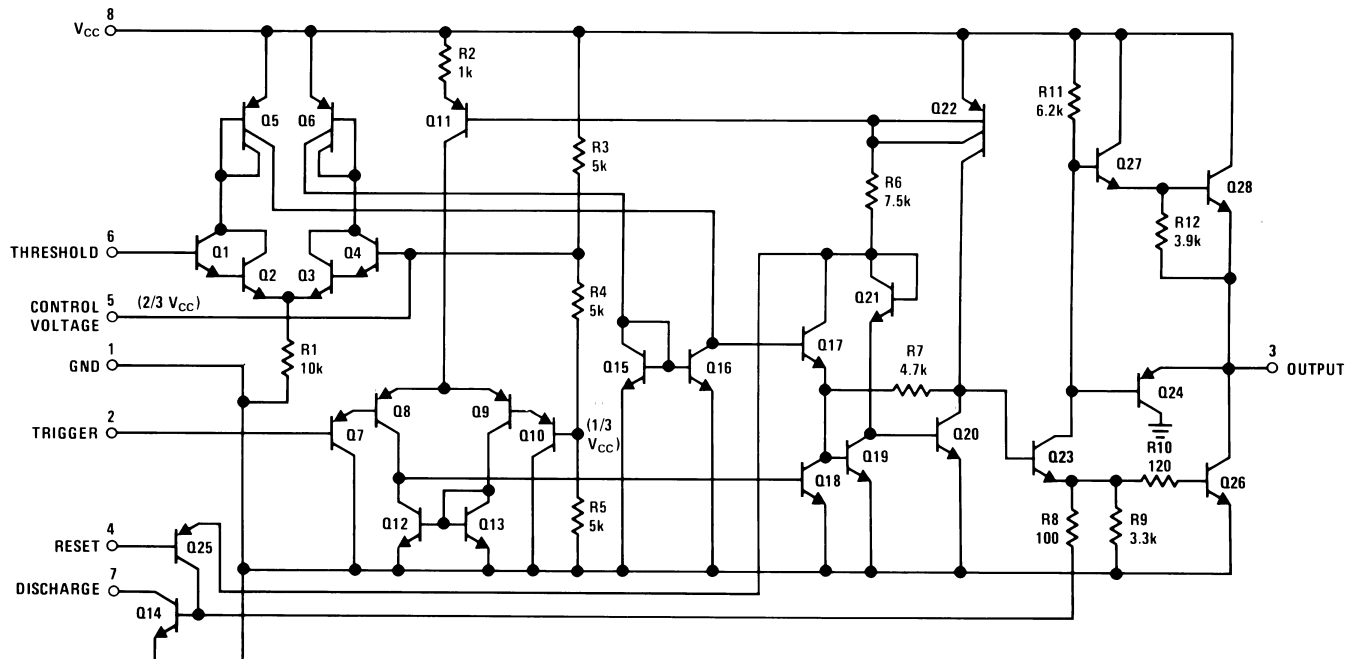 8
VCC
R2
1k
Q5
Q6
Q11
Q22
R11
6.2k
Q27
R3
5k
R6
7.5k
Q28
R12
3.9k
6
THRESHOLD
Q1
Q2
Q3
Q4
CONTROL
VOLTAGE
5
(2/3 VCC)
R4
5k
Q21
1
GND
R1
10k
Q15
Q16
Q17
R7
4.7k
3
OUTPUT
Q24
2
TRIGGER
Q7
Q8
Q9
Q10
(1/3
VCC)
Q18
Q19
Q20
Q23
R10
120
Q26
4
RESET
Q25
Q12
Q13
R5
5k
R8
100
R9
3.3k
7
DISCHARGE
Q14